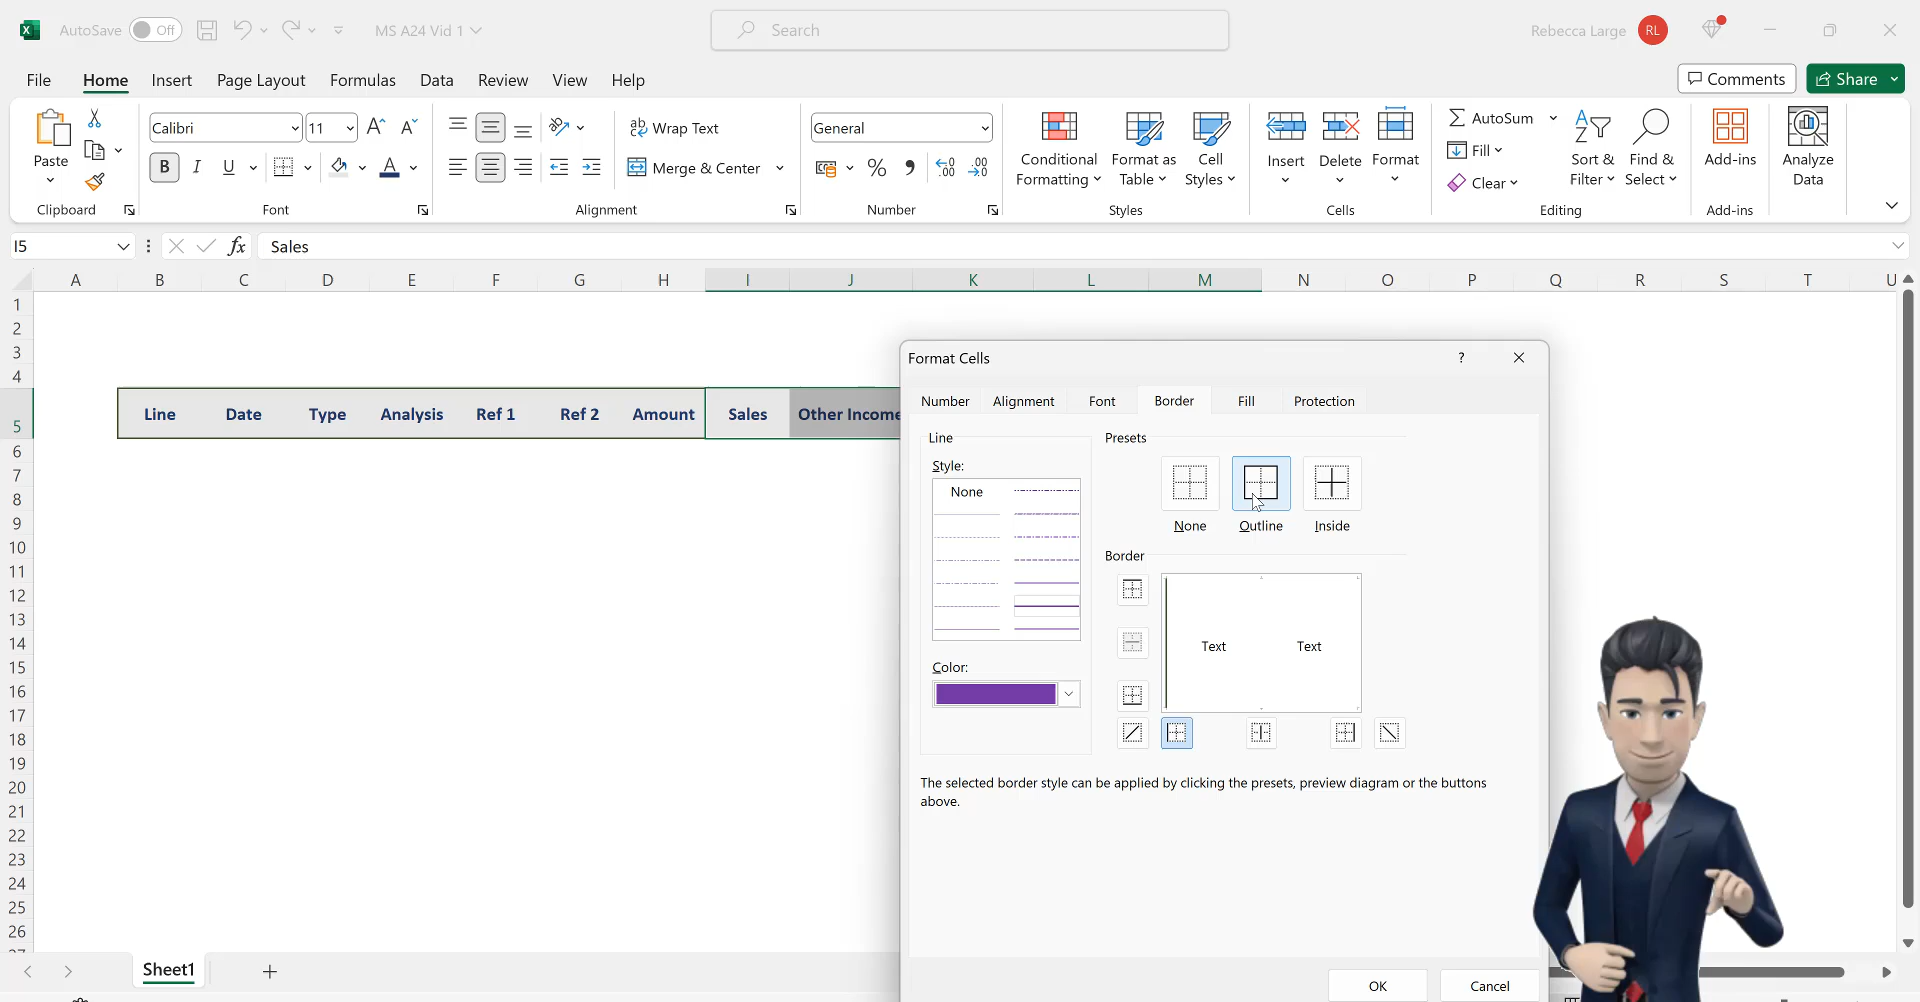 AutoSave Off MS A24 Vid 1 Search Rebecca Large RL
File Home Insert Page Layout Formulas Data Review View Help Comments Share
Paste Calibri 11 Wrap Text General Conditional Formatting Format as Table Cell Styles Insert Delete Format AutoSum Sort & Filter Find & Select Add-ins Analyze Data
B I U A Merge & Center % Fill
Clear
Clipboard Font Alignment Number Styles Cells Editing Add-ins
I5 fx Sales
A B C D E F G H I J K L M N O P Q R S T U
1
2
3
4
5 Line Date Type Analysis Ref 1 Ref 2 Amount Sales Other Income
6
7
8
9
10
11
12
13
14
15
16
17
18
19
20
21
22
23
24
25
26
Format Cells ?
Number Alignment Font Border Fill Protection
Line Presets
Style:
None
None Outline Inside
Border
Text Text
Color:
The selected border style can be applied by clicking the presets, preview diagram or the buttons
above.
OK Cancel
Sheet1